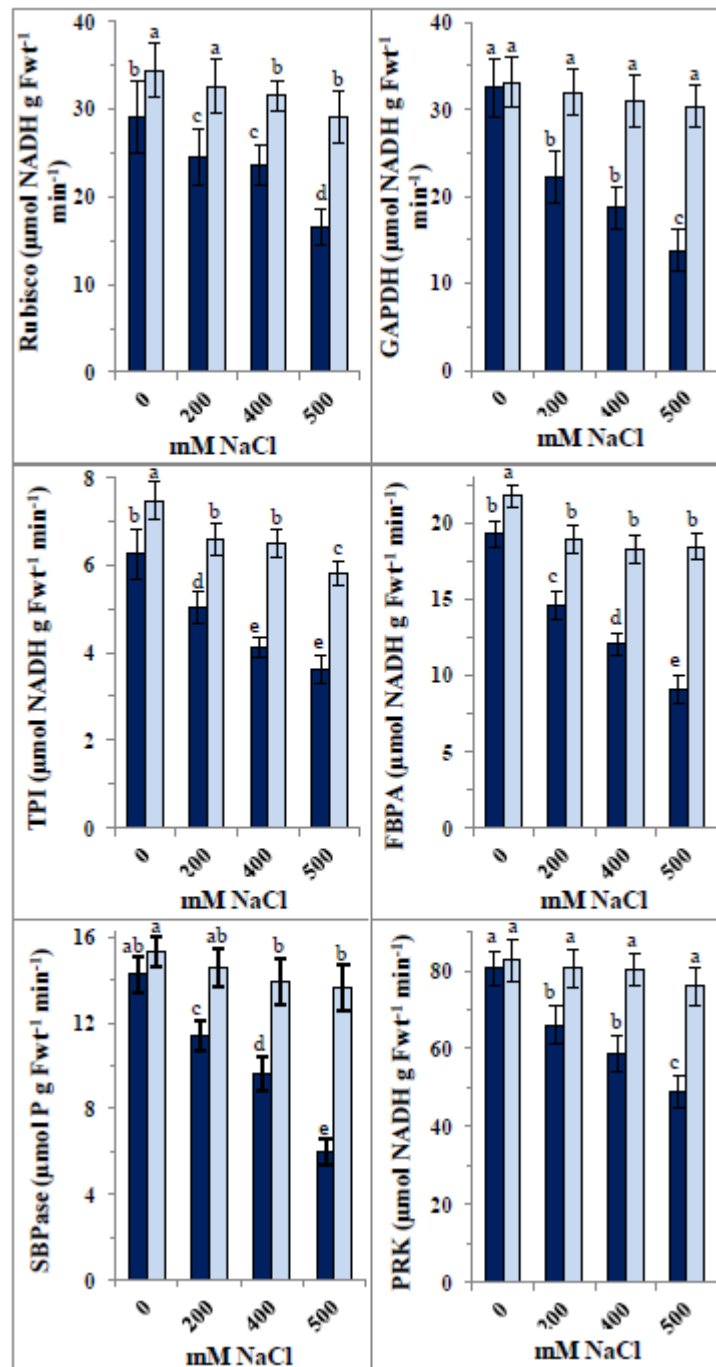 Rubisco (µmol NADH g Fwt⁻¹
min⁻¹)
40
30
20
10
0
b
a
c
a
c
b
d
b
0
200
400
500
mM NaCl
GAPDH (µmol NADH g Fwt⁻¹
min⁻¹)
40
30
20
10
0
a
a
b
a
b
a
c
a
0
200
400
500
mM NaCl
TPI (µmol NADH g Fwt⁻¹ min⁻¹)
8
6
4
2
0
b
a
d
b
e
b
e
c
0
200
400
500
mM NaCl
FBPA (µmol NADH g Fwt⁻¹ min⁻¹)
20
15
10
5
0
b
a
c
b
d
b
e
b
0
200
400
500
mM NaCl
SBPase (µmol P g Fwt⁻¹ min⁻¹)
16
12
8
4
0
ab
a
c
ab
d
b
e
b
0
200
400
500
mM NaCl
PRK (µmol NADH g Fwt⁻¹ min⁻¹)
80
60
40
20
0
a
a
b
a
b
a
c
a
0
200
400
500
mM NaCl